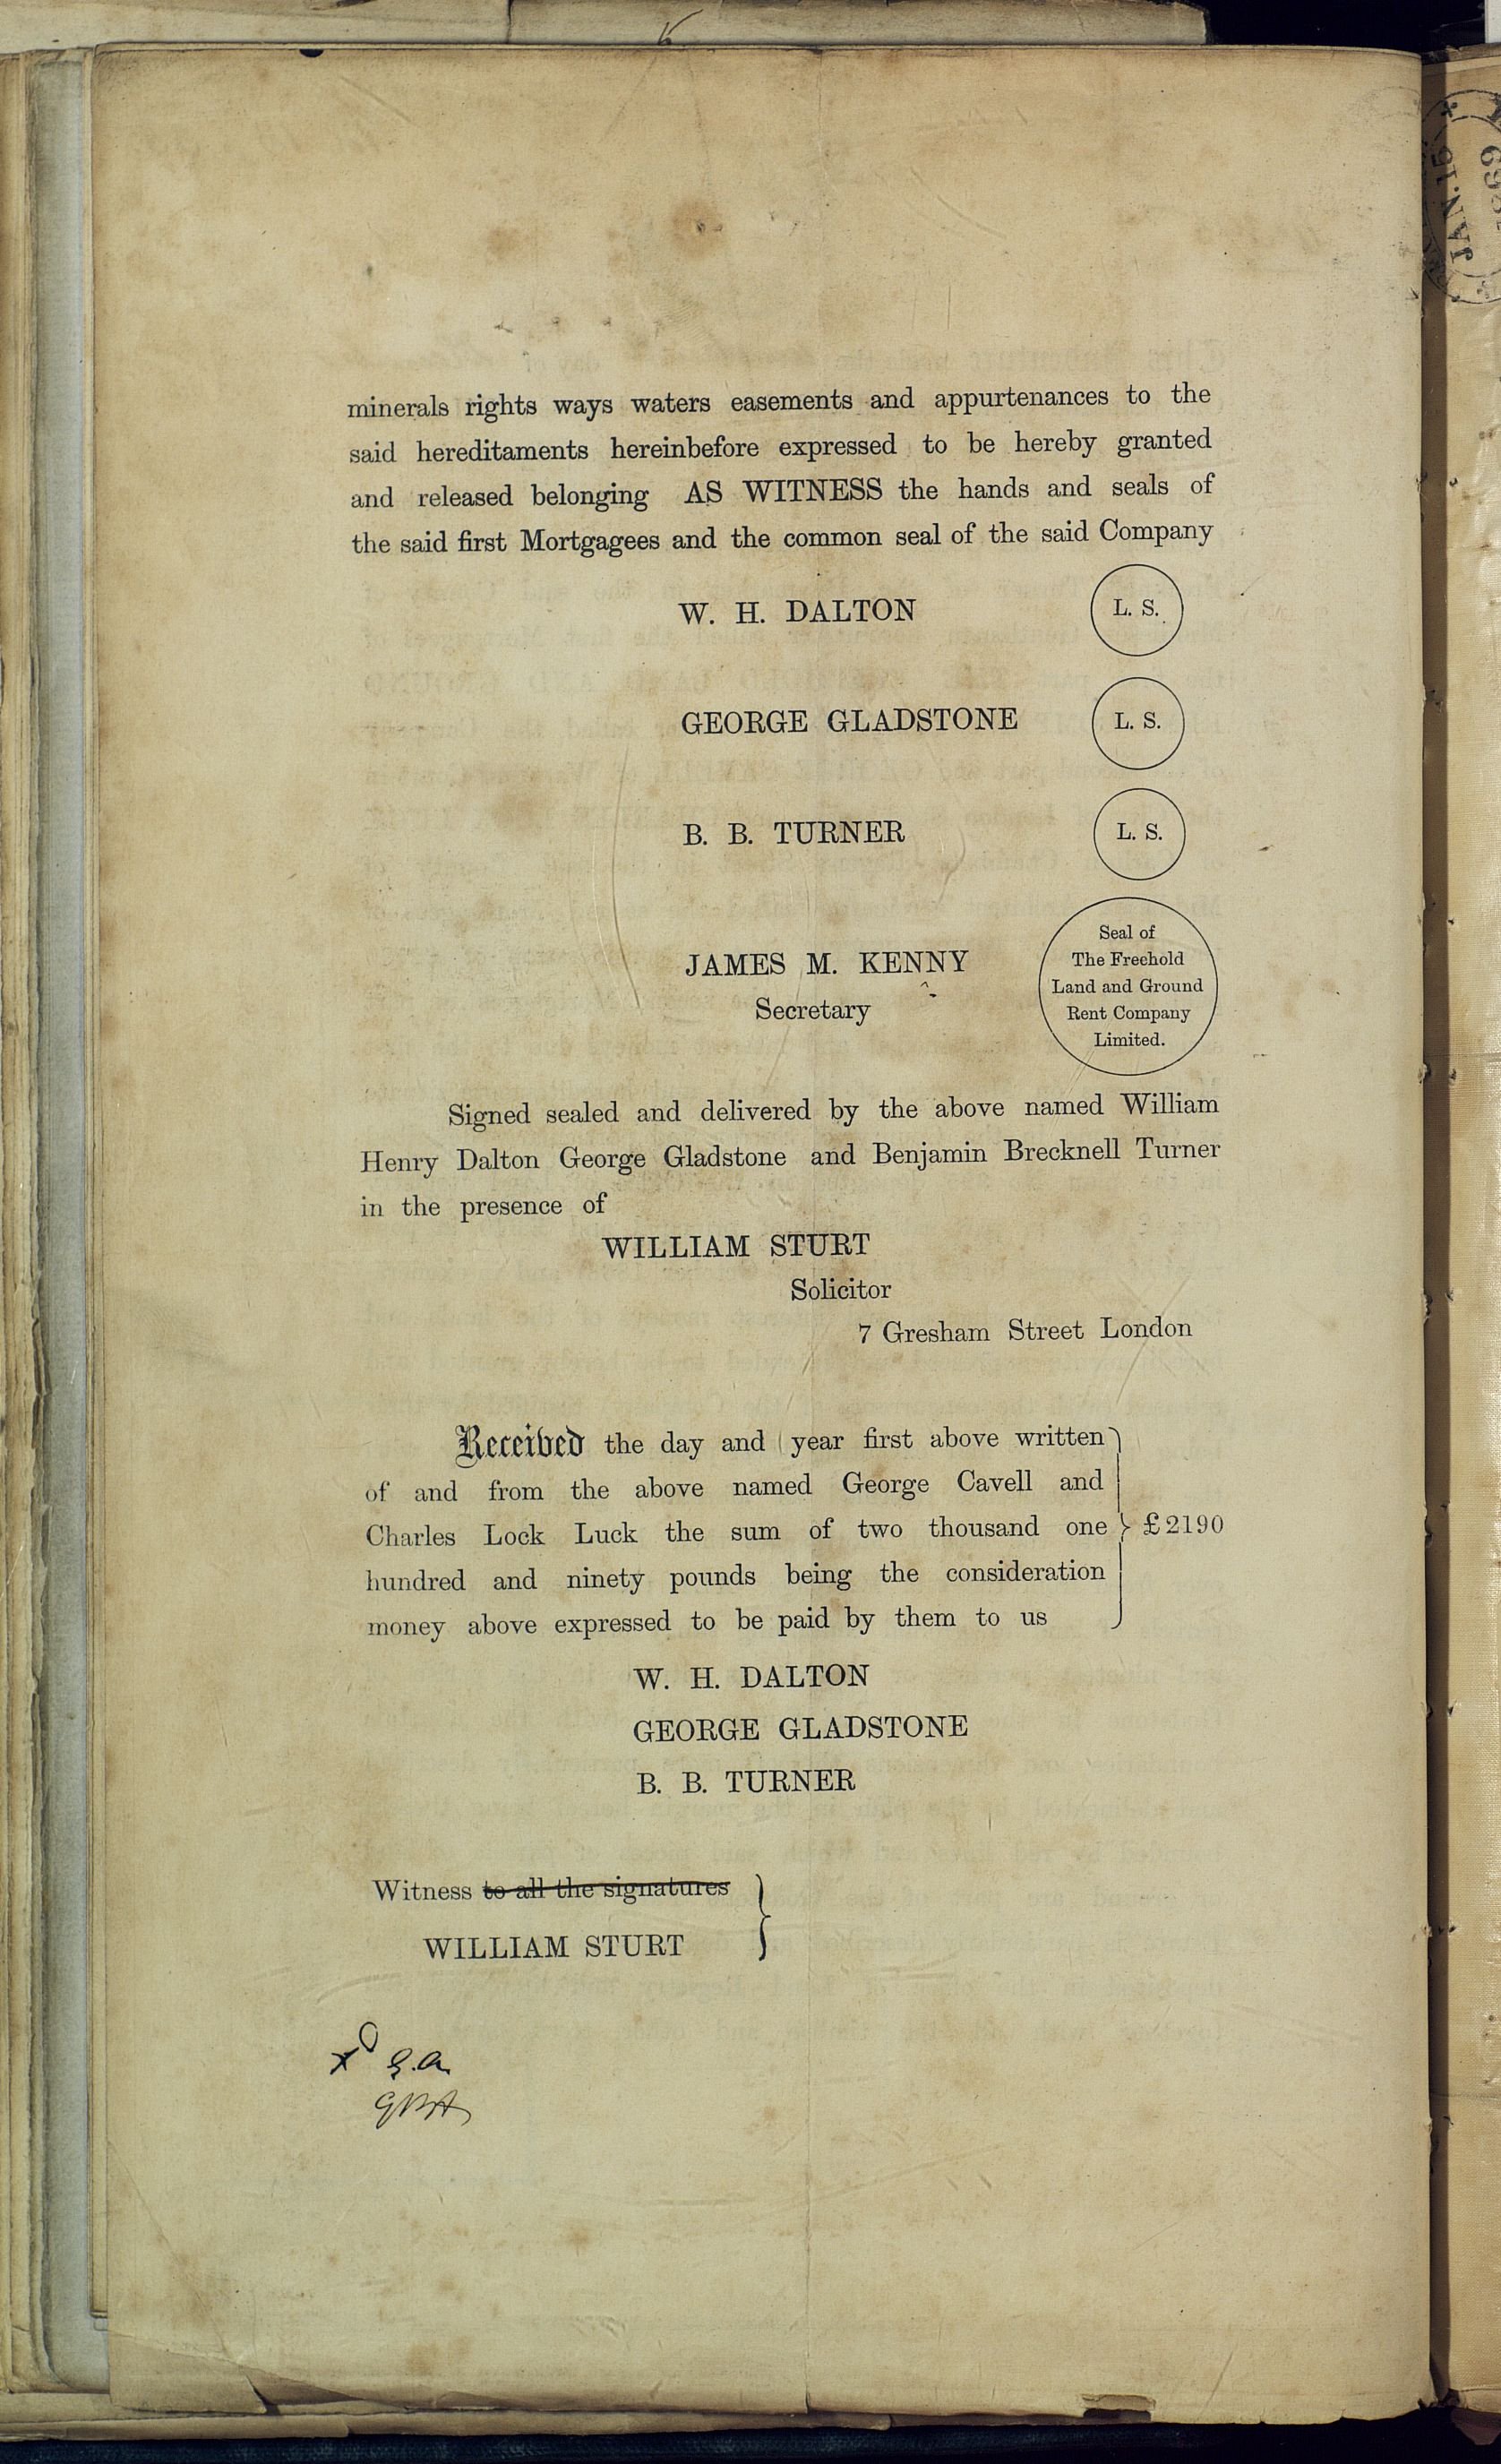 minerals rights ways waters easements and appurtenances to the
said hereditaments hereinbefore expressed to be hereby granted
and released belonging AS WITNESS the hands and seals of
the said first Mortgagees and the common seal of the said Company
W. H. DALTON L. S.
GEORGE GLADSTONE L. S.
B. B. TURNER L. S.
JAMES M. KENNY
Secretary
Seal of
The Freehold
Land and Ground
Rent Company
Limited.
Signed sealed and delivered by the above named William
Henry Dalton George Gladstone and Benjamin Brecknell Turner
in the presence of
WILLIAM STURT
Solicitor
7 Gresham Street London
Received the day and year first above written
of and from the above named George Cavell and
Charles Lock Luck the sum of two thousand one £2190
hundred and ninety pounds being the consideration
money above expressed to be paid by them to us
W. H. DALTON
GEORGE GLADSTONE
B. B. TURNER
Witness to all the signatures
WILLIAM STURT
JAN. 16